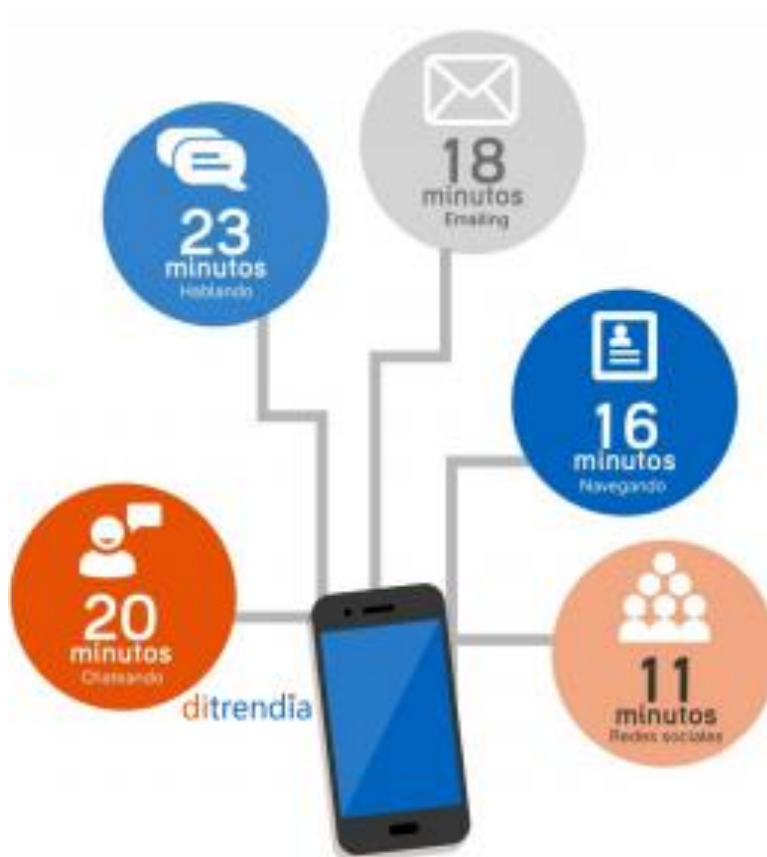 18
minutos
Emailing
23
minutos
Hablando
16
minutos
Navegando
20
minutos
Chateando
11
minutos
Redes sociales
ditrendia